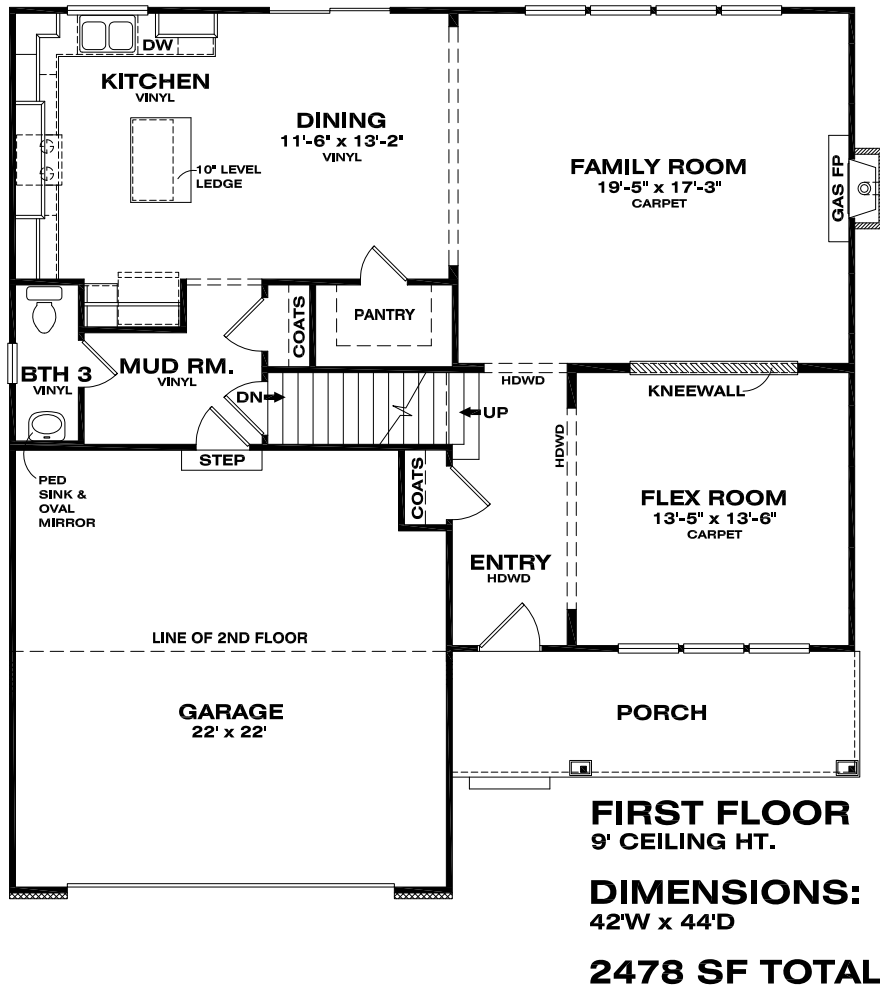 DW
KITCHEN
VINYL
DINING
11'-6" x 13'-2"
VINYL
10" LEVEL
LEDGE
FAMILY ROOM
19'-5" x 17'-3"
CARPET
GAS FP
PANTRY
COATS
BTH 3
VINYL
MUD RM.
VINYL
DN
UP
HDWD
KNEEWALL
HDWD
STEP
COATS
PED
SINK &
OVAL
MIRROR
FLEX ROOM
13'-5" x 13'-6"
CARPET
ENTRY
HDWD
LINE OF 2ND FLOOR
GARAGE
22' x 22'
PORCH
FIRST FLOOR
9' CEILING HT.
DIMENSIONS:
42'W x 44'D
2478 SF TOTAL